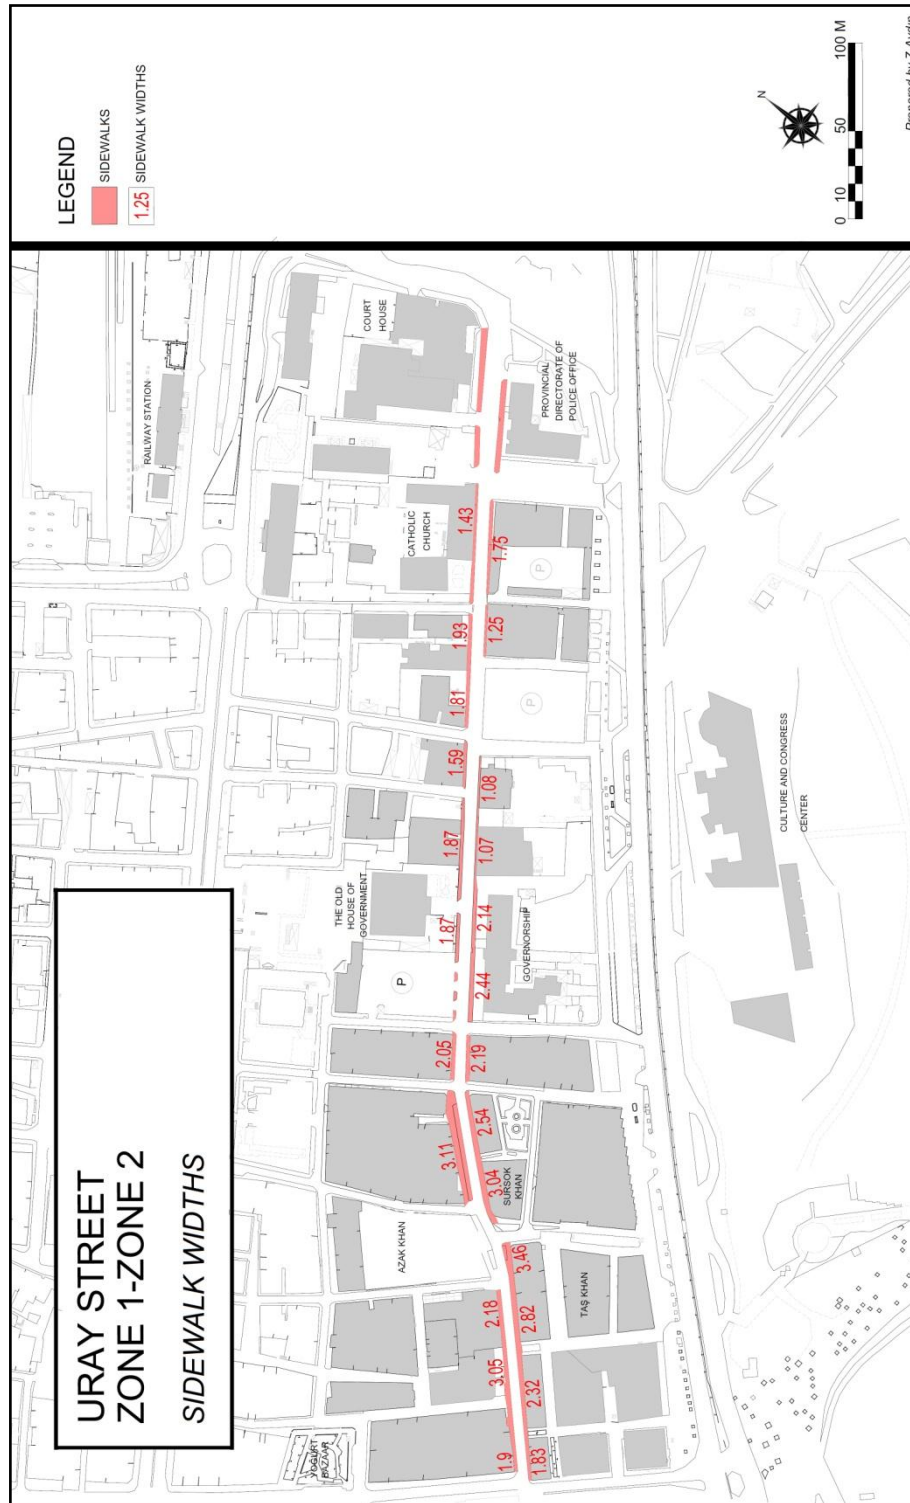 URAY STREET
ZONE 1-ZONE 2
SIDEWALK WIDTHS
LEGEND
SIDEWALKS
1.25 SIDEWALK WIDTHS
N
0 10 50 100 M
Prepared by Z.Aydın
YOĞURT
BAZAAR
AZAK KHAN
THE OLD
HOUSE OF
GOVERNMENT
P
RAILWAY STATION
CATHOLIC
CHURCH
COURT
HOUSE
1.9
3.05
2.18
3.11
2.05
1.87
1.87
1.59
1.81
1.93
1.43
1.83
2.32
2.82
3.46
3.04
2.54
2.19
2.44
2.14
1.07
1.08
1.25
1.75
TAŞ KHAN
SURSOK
KHAN
GOVERNORSHIP
P
P
PROVINCIAL
DIRECTORATE OF
POLICE OFFICE
CULTURE AND CONGRESS
CENTER